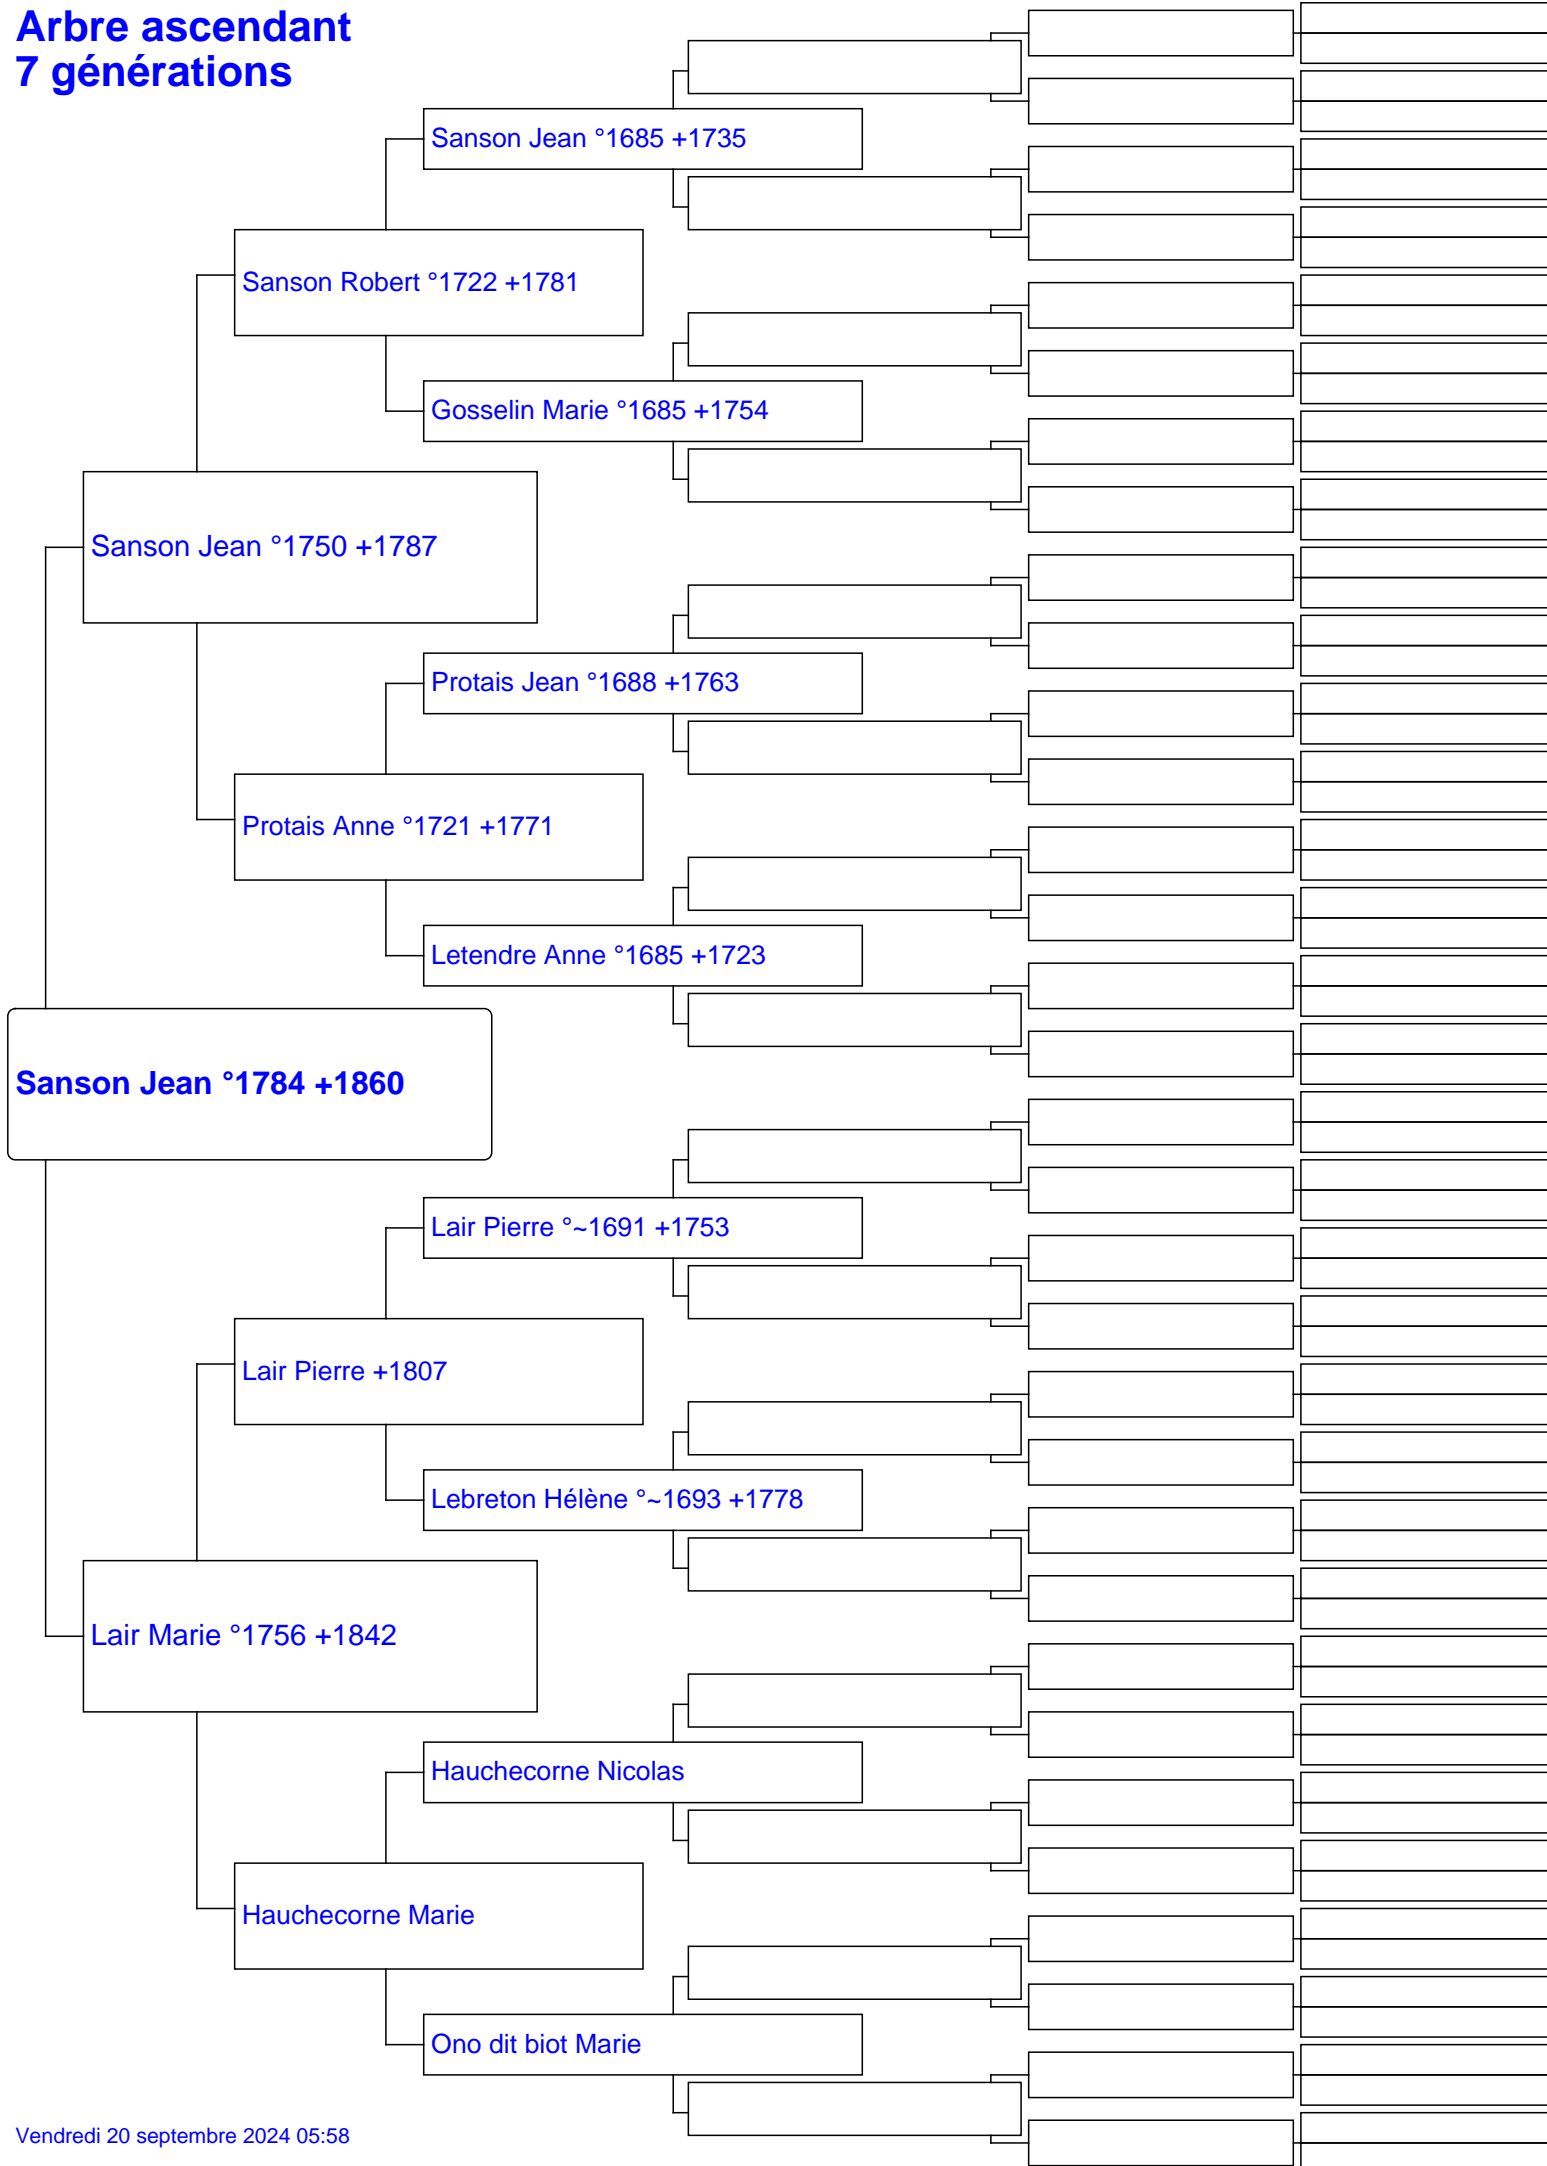 Arbre ascendant
7 générations
Sanson Jean °1685 +1735
Sanson Robert °1722 +1781
Gosselin Marie °1685 +1754
Sanson Jean °1750 +1787
Protais Jean °1688 +1763
Protais Anne °1721 +1771
Letendre Anne °1685 +1723
Sanson Jean °1784 +1860
Lair Pierre °~1691 +1753
Lair Pierre +1807
Lebreton Hélène °~1693 +1778
Lair Marie °1756 +1842
Hauchecorne Nicolas
Hauchecorne Marie
Ono dit biot Marie
Vendredi 20 septembre 2024 05:58